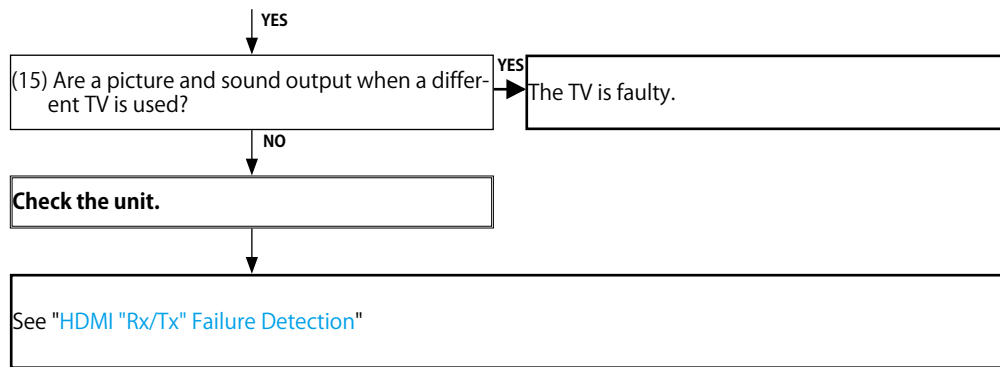 YES
(15) Are a picture and sound output when a differ-
ent TV is used?
YES
The TV is faulty.
NO
Check the unit.
See "HDMI "Rx/Tx" Failure Detection"